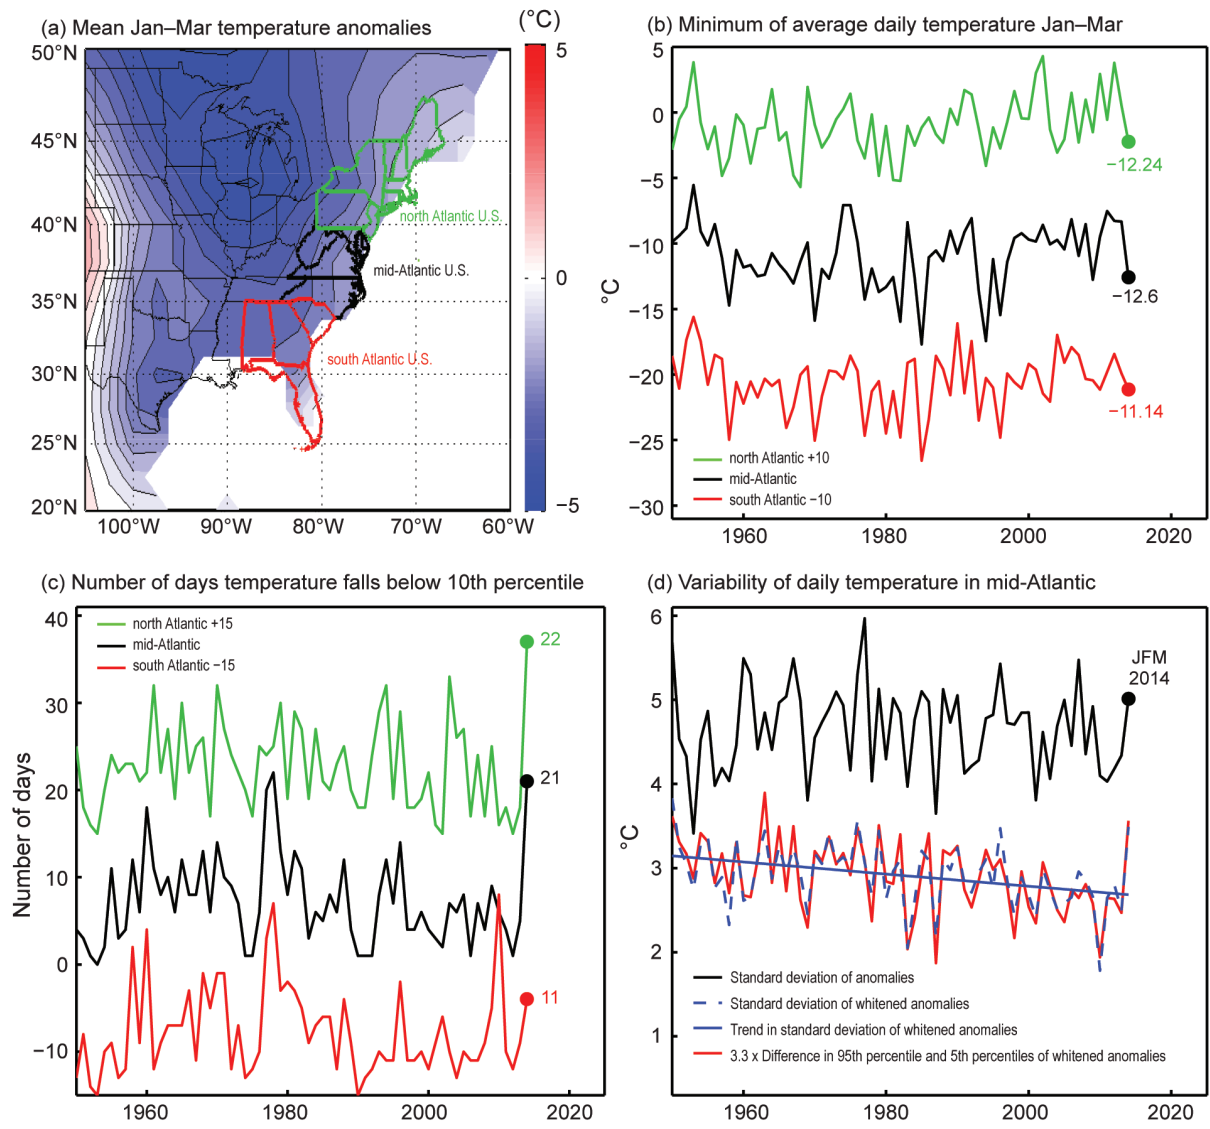 (a) Mean Jan–Mar temperature anomalies
(°C)
50°N
45°N
40°N
35°N
30°N
25°N
20°N
100°W
90°W
80°W
70°W
60°W
north Atlantic U.S.
mid-Atlantic U.S.
south Atlantic U.S.
5
0
−5
(b) Minimum of average daily temperature Jan–Mar
°C
5
0
−5
−10
−15
−20
−25
−30
1960
1980
2000
2020
−12.24
−12.6
−11.14
north Atlantic +10
mid-Atlantic
south Atlantic −10
(c) Number of days temperature falls below 10th percentile
Number of days
40
30
20
10
0
−10
1960
1980
2000
2020
north Atlantic +15
mid-Atlantic
south Atlantic −15
22
21
11
(d) Variability of daily temperature in mid-Atlantic
°C
6
5
4
3
2
1
1960
1980
2000
2020
JFM
2014
Standard deviation of anomalies
Standard deviation of whitened anomalies
Trend in standard deviation of whitened anomalies
3.3 x Difference in 95th percentile and 5th percentiles of whitened anomalies